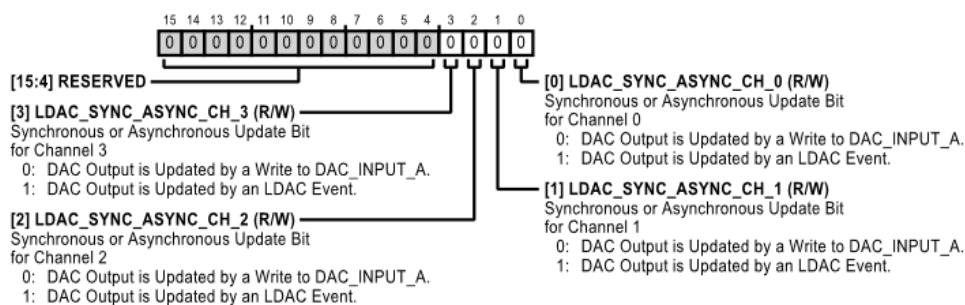 15 14 13 12 11 10 9 8 7 6 5 4 3 2 1 0
0 0 0 0 0 0 0 0 0 0 0 0 0 0 0 0
[15:4] RESERVED
[3] LDAC_SYNC_ASYNC_CH_3 (R/W)
Synchronous or Asynchronous Update Bit
for Channel 3
0: DAC Output is Updated by a Write to DAC_INPUT_A.
1: DAC Output is Updated by an LDAC Event.
[2] LDAC_SYNC_ASYNC_CH_2 (R/W)
Synchronous or Asynchronous Update Bit
for Channel 2
0: DAC Output is Updated by a Write to DAC_INPUT_A.
1: DAC Output is Updated by an LDAC Event.
[0] LDAC_SYNC_ASYNC_CH_0 (R/W)
Synchronous or Asynchronous Update Bit
for Channel 0
0: DAC Output is Updated by a Write to DAC_INPUT_A.
1: DAC Output is Updated by an LDAC Event.
[1] LDAC_SYNC_ASYNC_CH_1 (R/W)
Synchronous or Asynchronous Update Bit
for Channel 1
0: DAC Output is Updated by a Write to DAC_INPUT_A.
1: DAC Output is Updated by an LDAC Event.